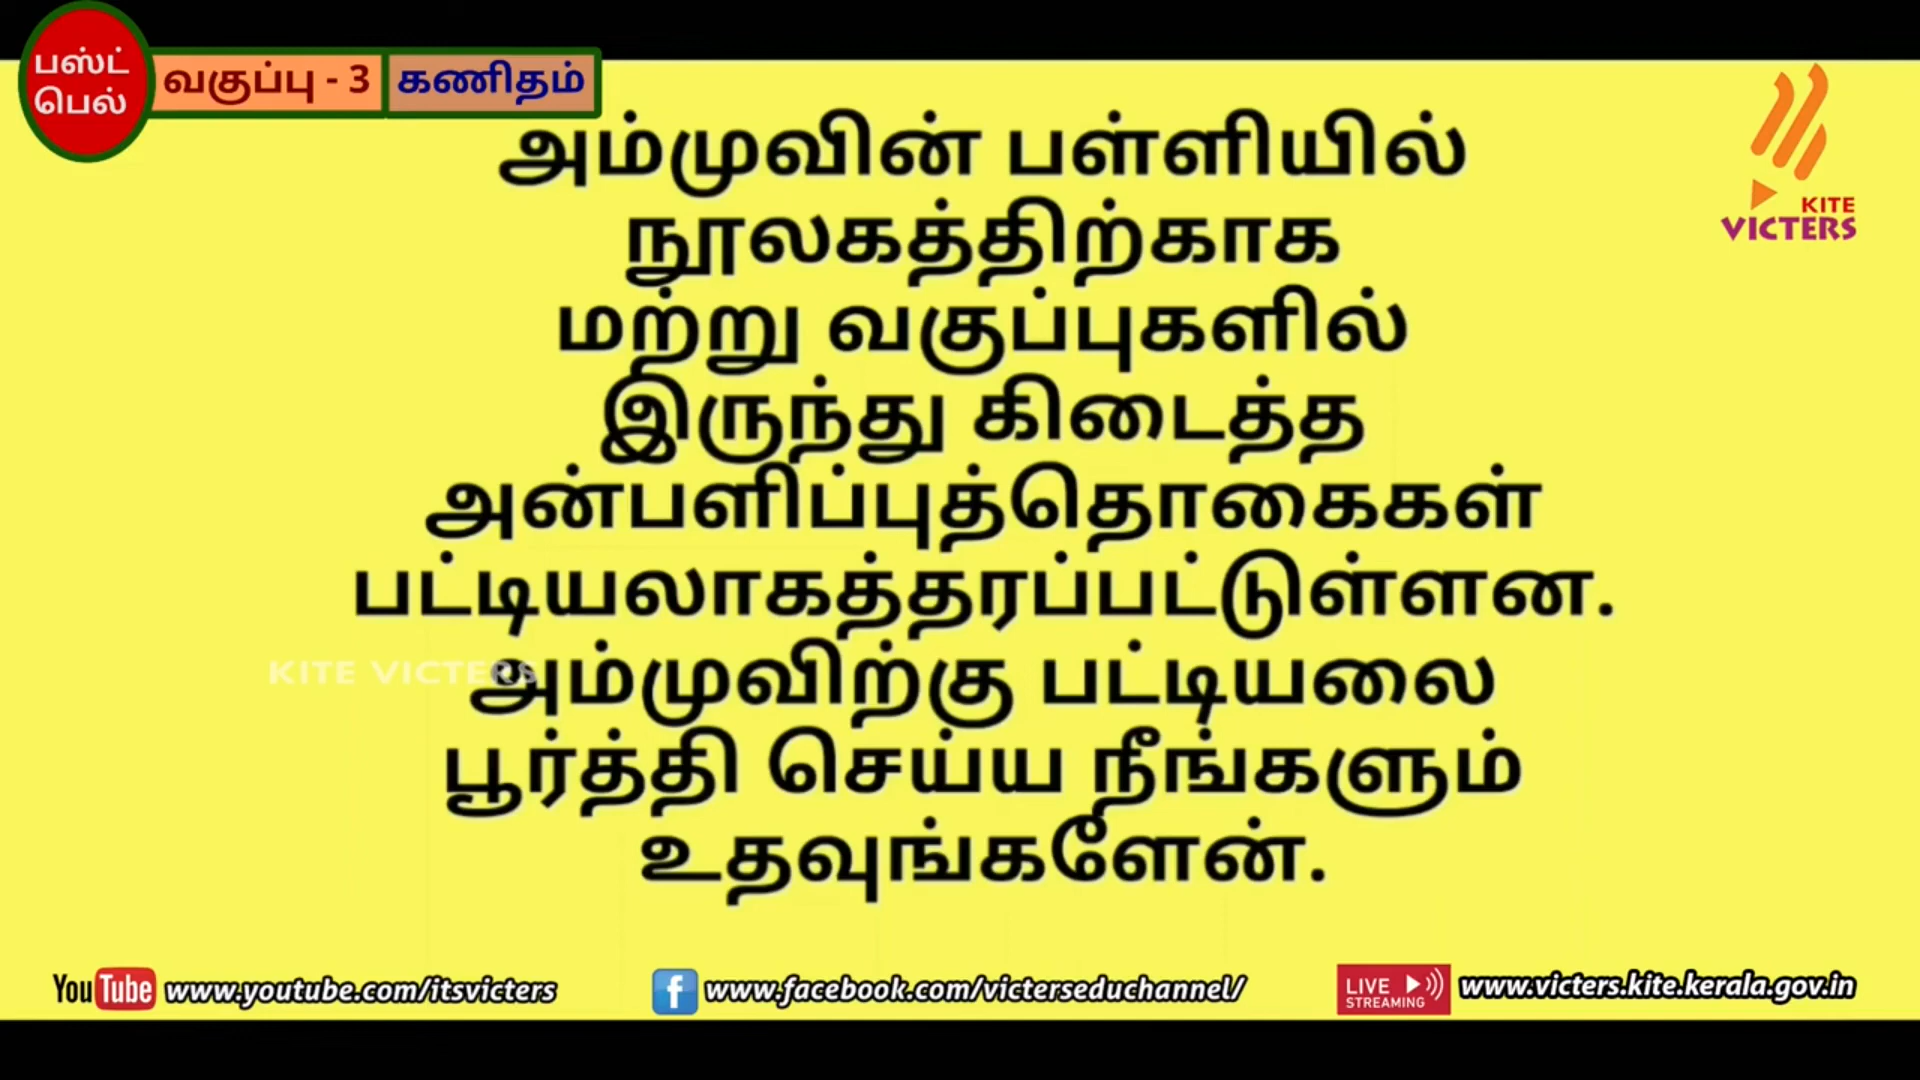 பஸ்ட்
பெல்
வகுப்பு - 3
கணிதம்
அம்முவின் பள்ளியில்
நூலகத்திற்காக
மற்று வகுப்புகளில்
இருந்து கிடைத்த
அன்பளிப்புத்தொகைகள்
பட்டியலாகத்தரப்பட்டுள்ளன.
அம்முவிற்கு பட்டியலை
பூர்த்தி செய்ய நீங்களும்
உதவுங்களேன்.
KITE
VICTERS
KITE VICTERS
YouTube www.youtube.com/itsvicters
f www.facebook.com/victerseduchannel/
LIVE
STREAMING
www.victers.kite.kerala.gov.in